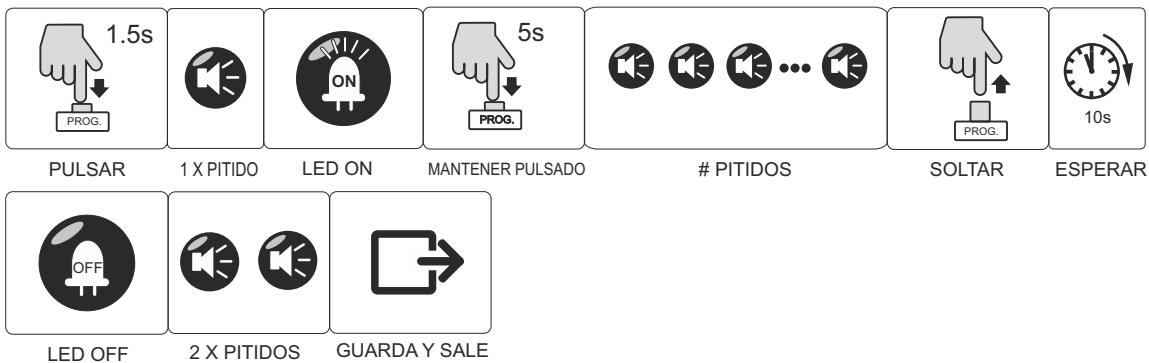 1.5s
PROG.
PULSAR
1 X PITIDO
ON
LED ON
5s
PROG.
MANTENER PULSADO
# PITIDOS
PROG.
SOLTAR
10s
ESPERAR
OFF
LED OFF
2 X PITIDOS
GUARDA Y SALE